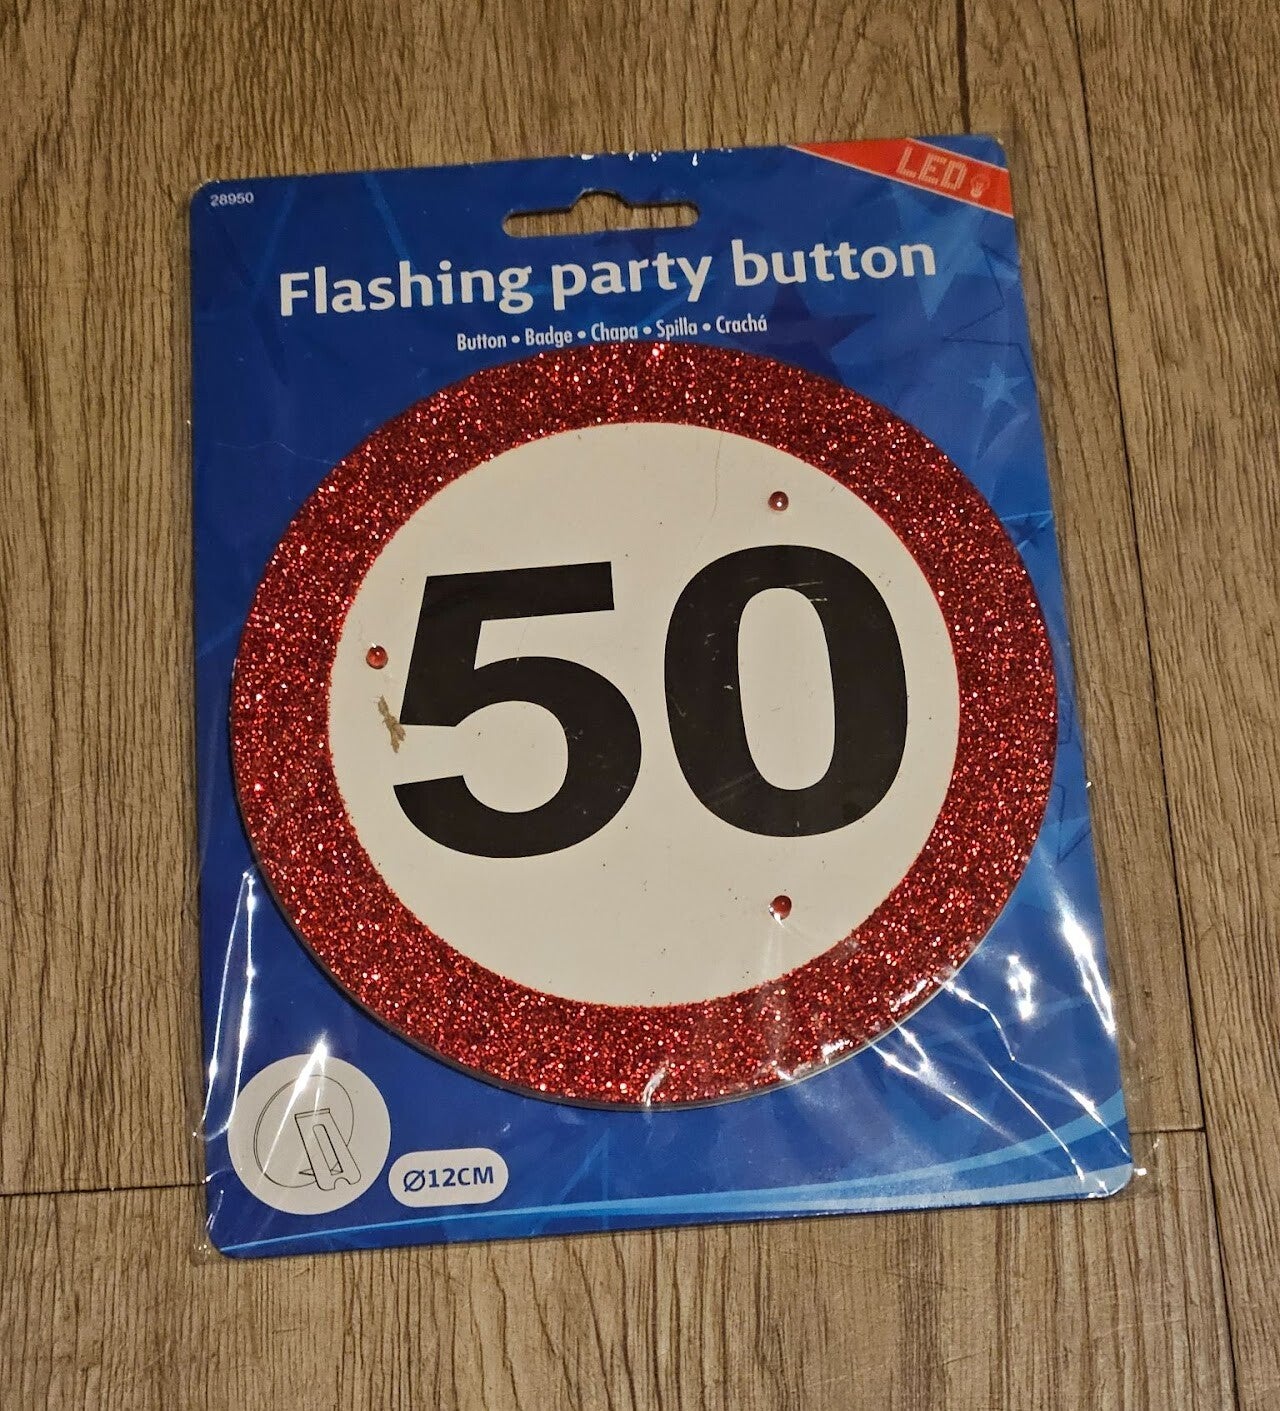 28950
LED
Flashing party button
Button • Badge • Chapa • Spilla • Crachá
50
Ø12CM